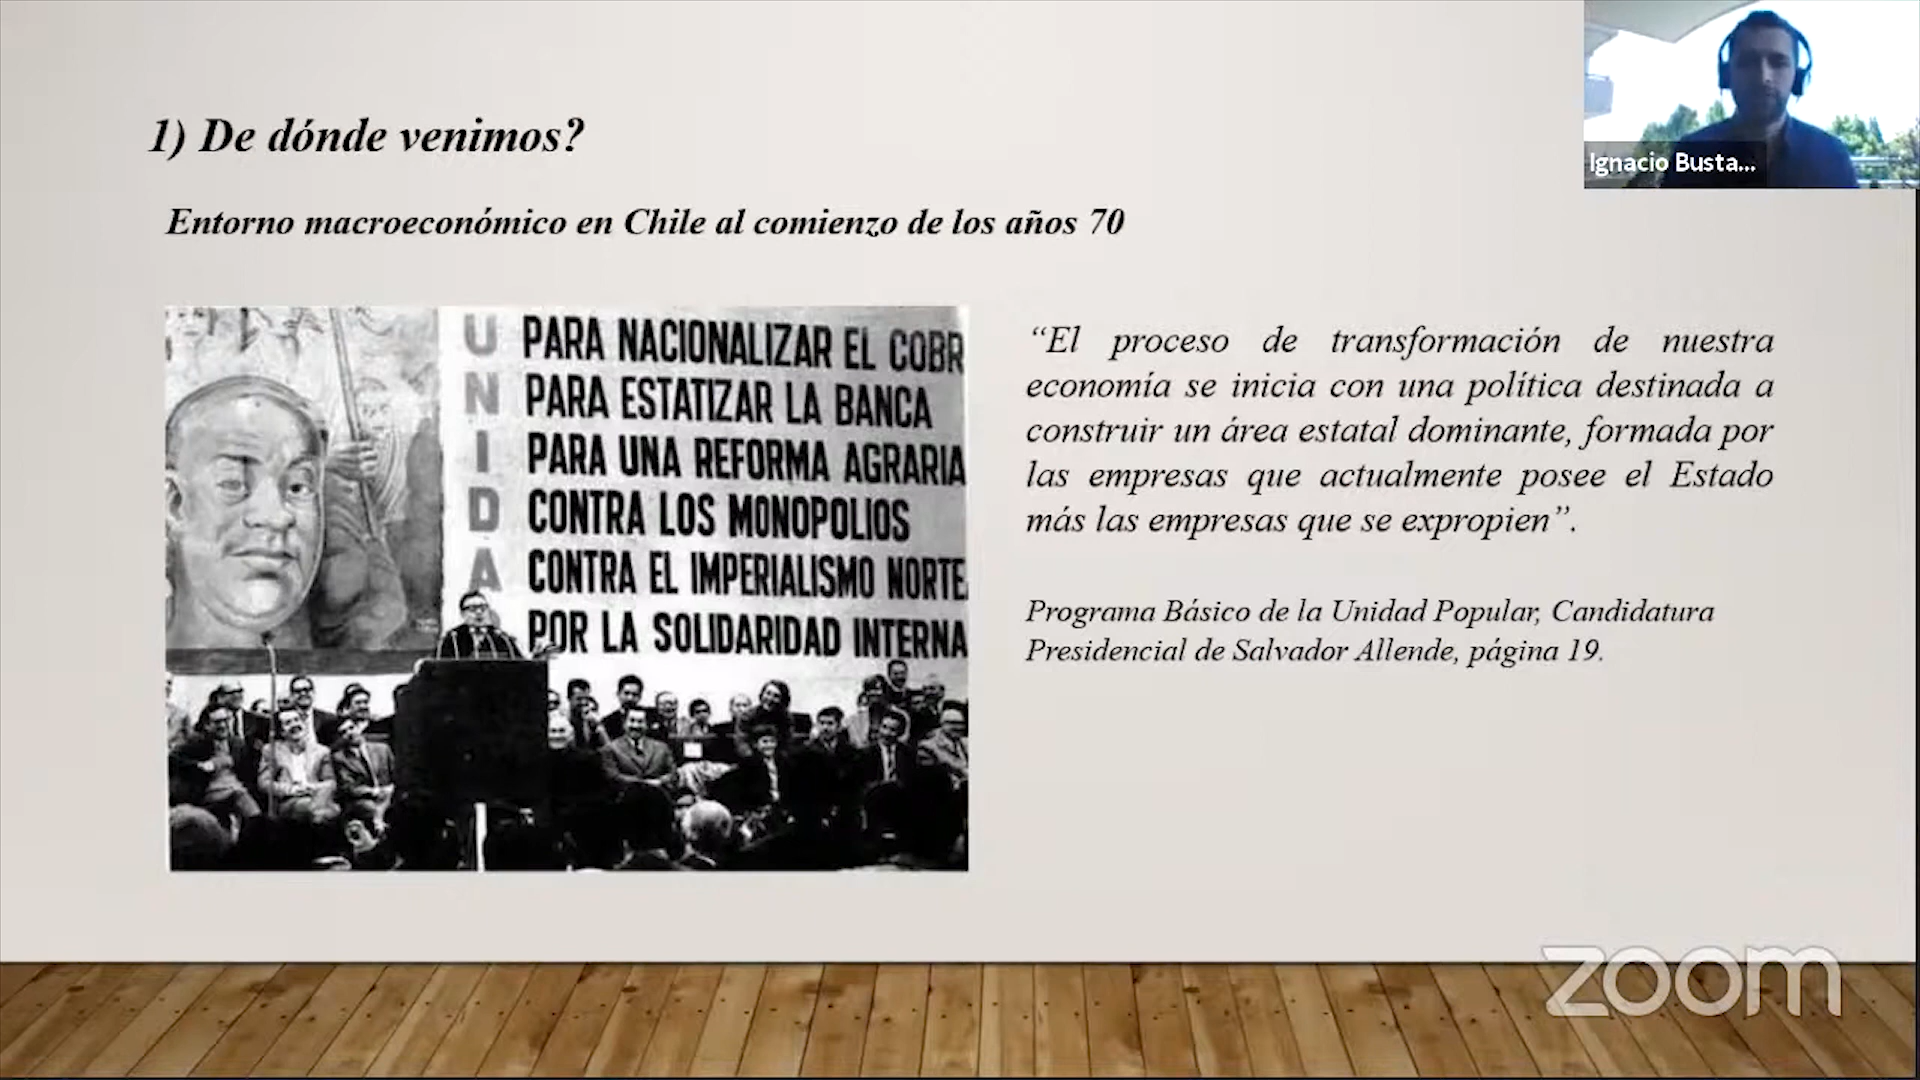 1) De dónde venimos?
Entorno macroeconómico en Chile al comienzo de los años 70
Ignacio Busta...
UNIDA
PARA NACIONALIZAR EL COBR
PARA ESTATIZAR LA BANCA
PARA UNA REFORMA AGRARIA
CONTRA LOS MONOPOLIOS
CONTRA EL IMPERIALISMO NORTE
POR LA SOLIDARIDAD INTERNA
“El proceso de transformación de nuestra
economía se inicia con una política destinada a
construir un área estatal dominante, formada por
las empresas que actualmente posee el Estado
más las empresas que se expropien”.
Programa Básico de la Unidad Popular, Candidatura
Presidencial de Salvador Allende, página 19.
zoom